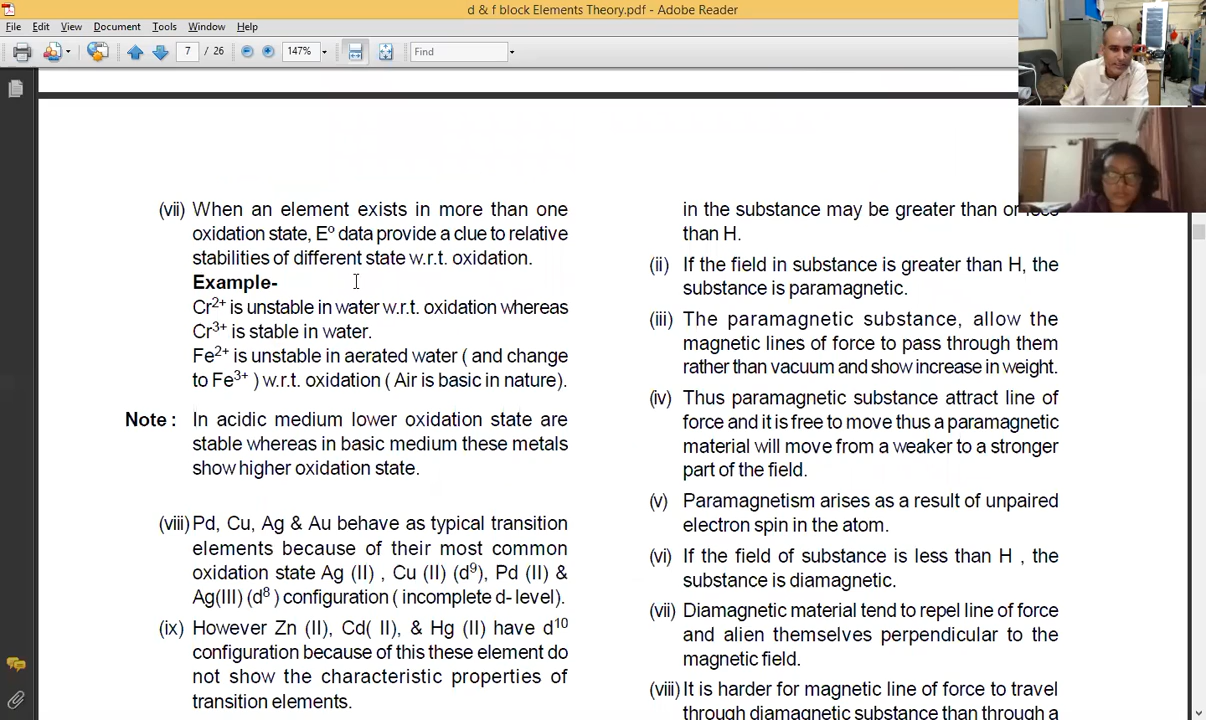 d & f block Elements Theory.pdf - Adobe Reader
File Edit View Document Tools Window Help
7 / 26 147% Find
(vii) When an element exists in more than one
oxidation state, Eº data provide a clue to relative
stabilities of different state w.r.t. oxidation.
Example-
Cr2+ is unstable in water w.r.t. oxidation whereas
Cr3+ is stable in water.
Fe2+ is unstable in aerated water ( and change
to Fe3+ ) w.r.t. oxidation ( Air is basic in nature).
Note : In acidic medium lower oxidation state are
stable whereas in basic medium these metals
show higher oxidation state.
(viii) Pd, Cu, Ag & Au behave as typical transition
elements because of their most common
oxidation state Ag (II) , Cu (II) (d9), Pd (II) &
Ag(III) (d8 ) configuration ( incomplete d- level).
(ix) However Zn (II), Cd( II), & Hg (II) have d10
configuration because of this these element do
not show the characteristic properties of
transition elements.
in the substance may be greater than or less
than H.
(ii) If the field in substance is greater than H, the
substance is paramagnetic.
(iii) The paramagnetic substance, allow the
magnetic lines of force to pass through them
rather than vacuum and show increase in weight.
(iv) Thus paramagnetic substance attract line of
force and it is free to move thus a paramagnetic
material will move from a weaker to a stronger
part of the field.
(v) Paramagnetism arises as a result of unpaired
electron spin in the atom.
(vi) If the field of substance is less than H , the
substance is diamagnetic.
(vii) Diamagnetic material tend to repel line of force
and alien themselves perpendicular to the
magnetic field.
(viii) It is harder for magnetic line of force to travel
through diamagnetic substance than through a